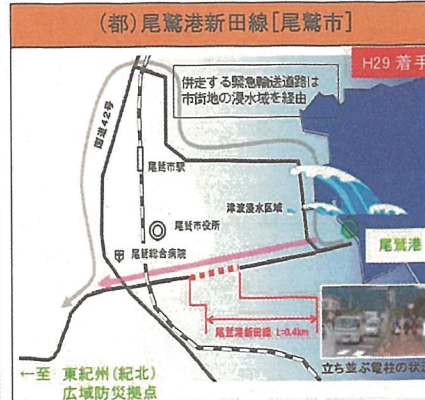 (都)尾鷲港新田線[尾鷲市]
H29 着手
併走する緊急輸送道路は
市街地の浸水域を経由
国道42号
尾鷲市駅
津波浸水区域
尾鷲市役所
尾鷲総合病院
尾鷲港
尾鷲港新田線 L=0.4km
立ち並ぶ電柱の状況
←至 東紀州(紀北)
広域防災拠点